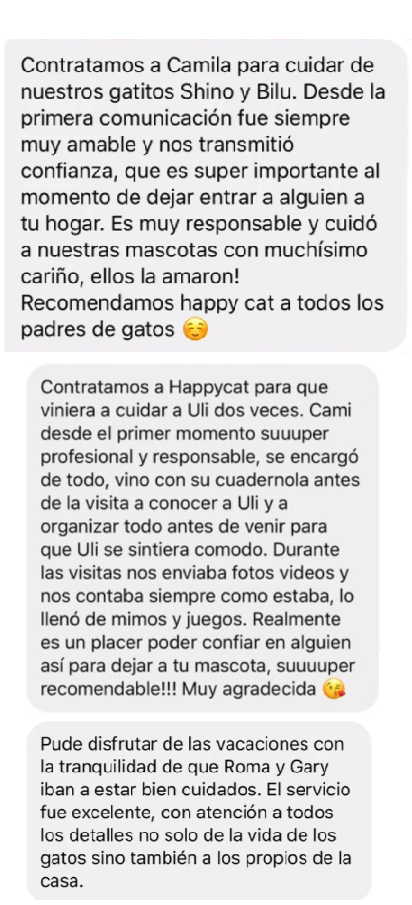 Contratamos a Camila para cuidar de
nuestros gatitos Shino y Bilu. Desde la
primera comunicación fue siempre
muy amable y nos transmitió
confianza, que es super importante al
momento de dejar entrar a alguien a
tu hogar. Es muy responsable y cuidó
a nuestras mascotas con muchísimo
cariño, ellos la amaron!
Recomendamos happy cat a todos los
padres de gatos ☺️
Contratamos a Happycat para que
viniera a cuidar a Uli dos veces. Cami
desde el primer momento suuuper
profesional y responsable, se encargó
de todo, vino con su cuadernola antes
de la visita a conocer a Uli y a
organizar todo antes de venir para
que Uli se sintiera comodo. Durante
las visitas nos enviaba fotos videos y
nos contaba siempre como estaba, lo
llenó de mimos y juegos. Realmente
es un placer poder confiar en alguien
así para dejar a tu mascota, suuuuper
recomendable!!! Muy agradecida 😘
Pude disfrutar de las vacaciones con
la tranquilidad de que Roma y Gary
iban a estar bien cuidados. El servicio
fue excelente, con atención a todos
los detalles no solo de la vida de los
gatos sino también a los propios de la
casa.